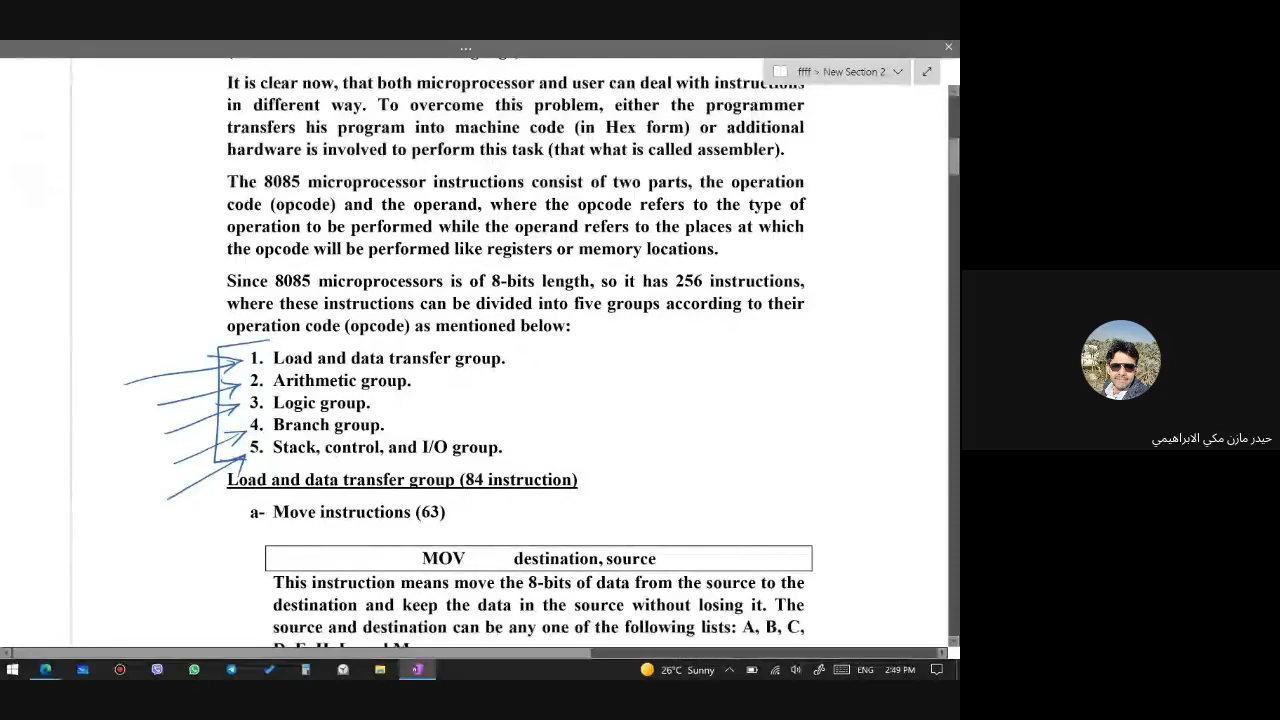 ffff > New Section 2
It is clear now, that both microprocessor and user can deal with instructions
in different way. To overcome this problem, either the programmer
transfers his program into machine code (in Hex form) or additional
hardware is involved to perform this task (that what is called assembler).
The 8085 microprocessor instructions consist of two parts, the operation
code (opcode) and the operand, where the opcode refers to the type of
operation to be performed while the operand refers to the places at which
the opcode will be performed like registers or memory locations.
Since 8085 microprocessors is of 8-bits length, so it has 256 instructions,
where these instructions can be divided into five groups according to their
operation code (opcode) as mentioned below:
1. Load and data transfer group.
2. Arithmetic group.
3. Logic group.
4. Branch group.
5. Stack, control, and I/O group.
Load and data transfer group (84 instruction)
a- Move instructions (63)
MOV destination, source
This instruction means move the 8-bits of data from the source to the
destination and keep the data in the source without losing it. The
source and destination can be any one of the following lists: A, B, C,
حيدر مازن مكي الابراهيمي
26°C Sunny ENG 2:49 PM